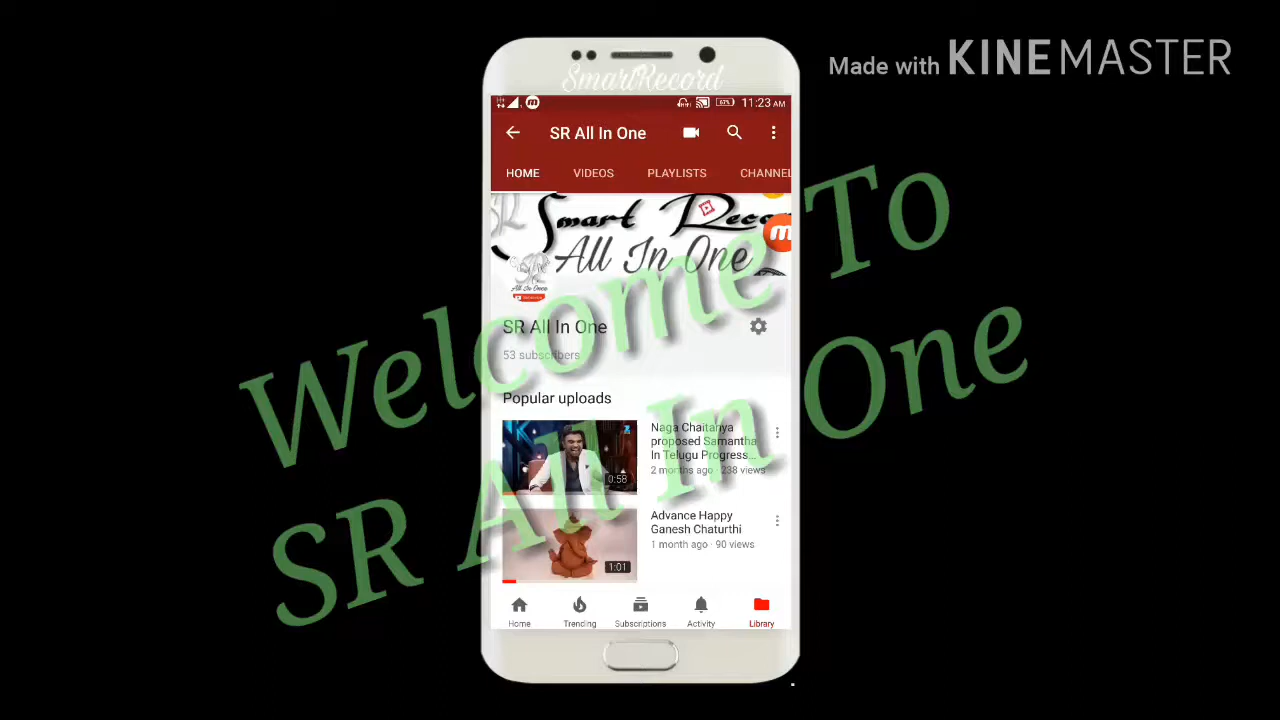 Made with KINEMASTER
SmartRecord
11:23 AM
SR All In One
HOME VIDEOS PLAYLISTS CHANNEL
Smart Recor
All In One
SR All In One
53 subscribers
Popular uploads
0:58
Naga Chaitanya
proposed Samantha
In Telugu Progress...
2 months ago · 238 views
1:01
Advance Happy
Ganesh Chaturthi
1 month ago · 90 views
Home Trending Subscriptions Activity Library
Welcome To
SR All In One